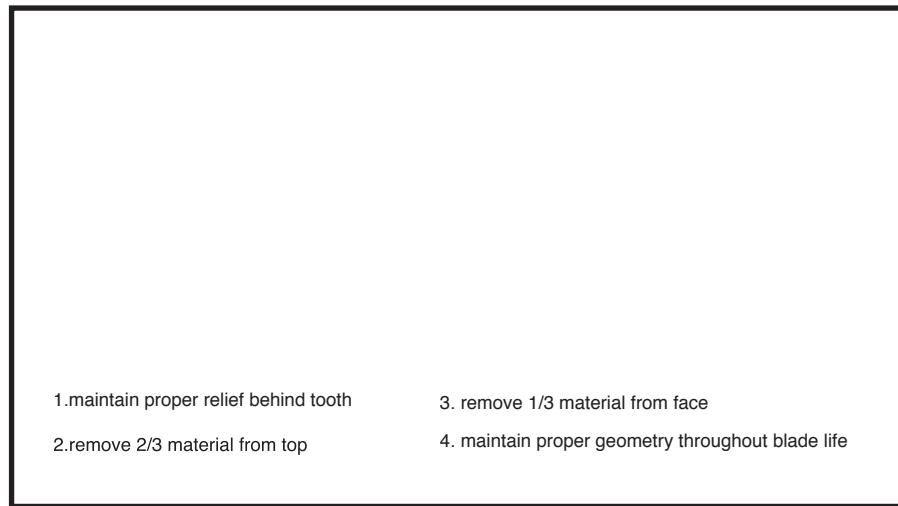 1.maintain proper relief behind tooth
2.remove 2/3 material from top
3. remove 1/3 material from face
4. maintain proper geometry throughout blade life